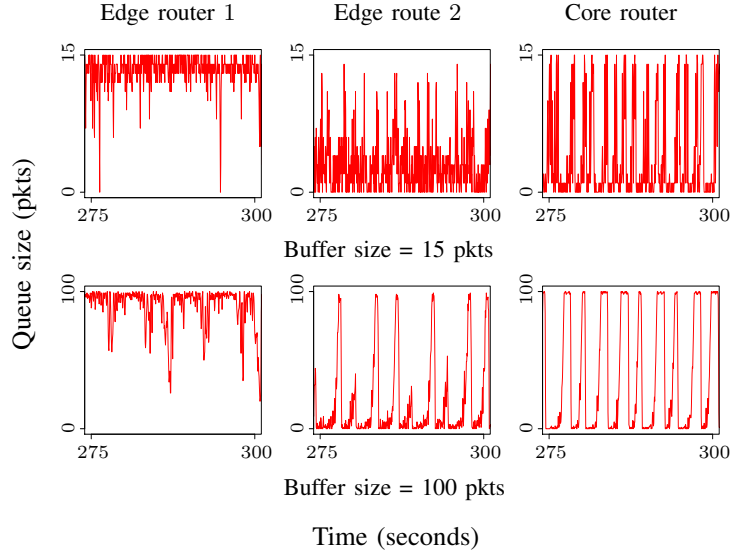 Edge router 1 Edge route 2 Core router
15 15 15
0 0 0
275 300 275 300 275 300
Buffer size = 15 pkts
Queue size (pkts)
100 100 100
0 0 0
275 300 275 300 275 300
Buffer size = 100 pkts
Time (seconds)